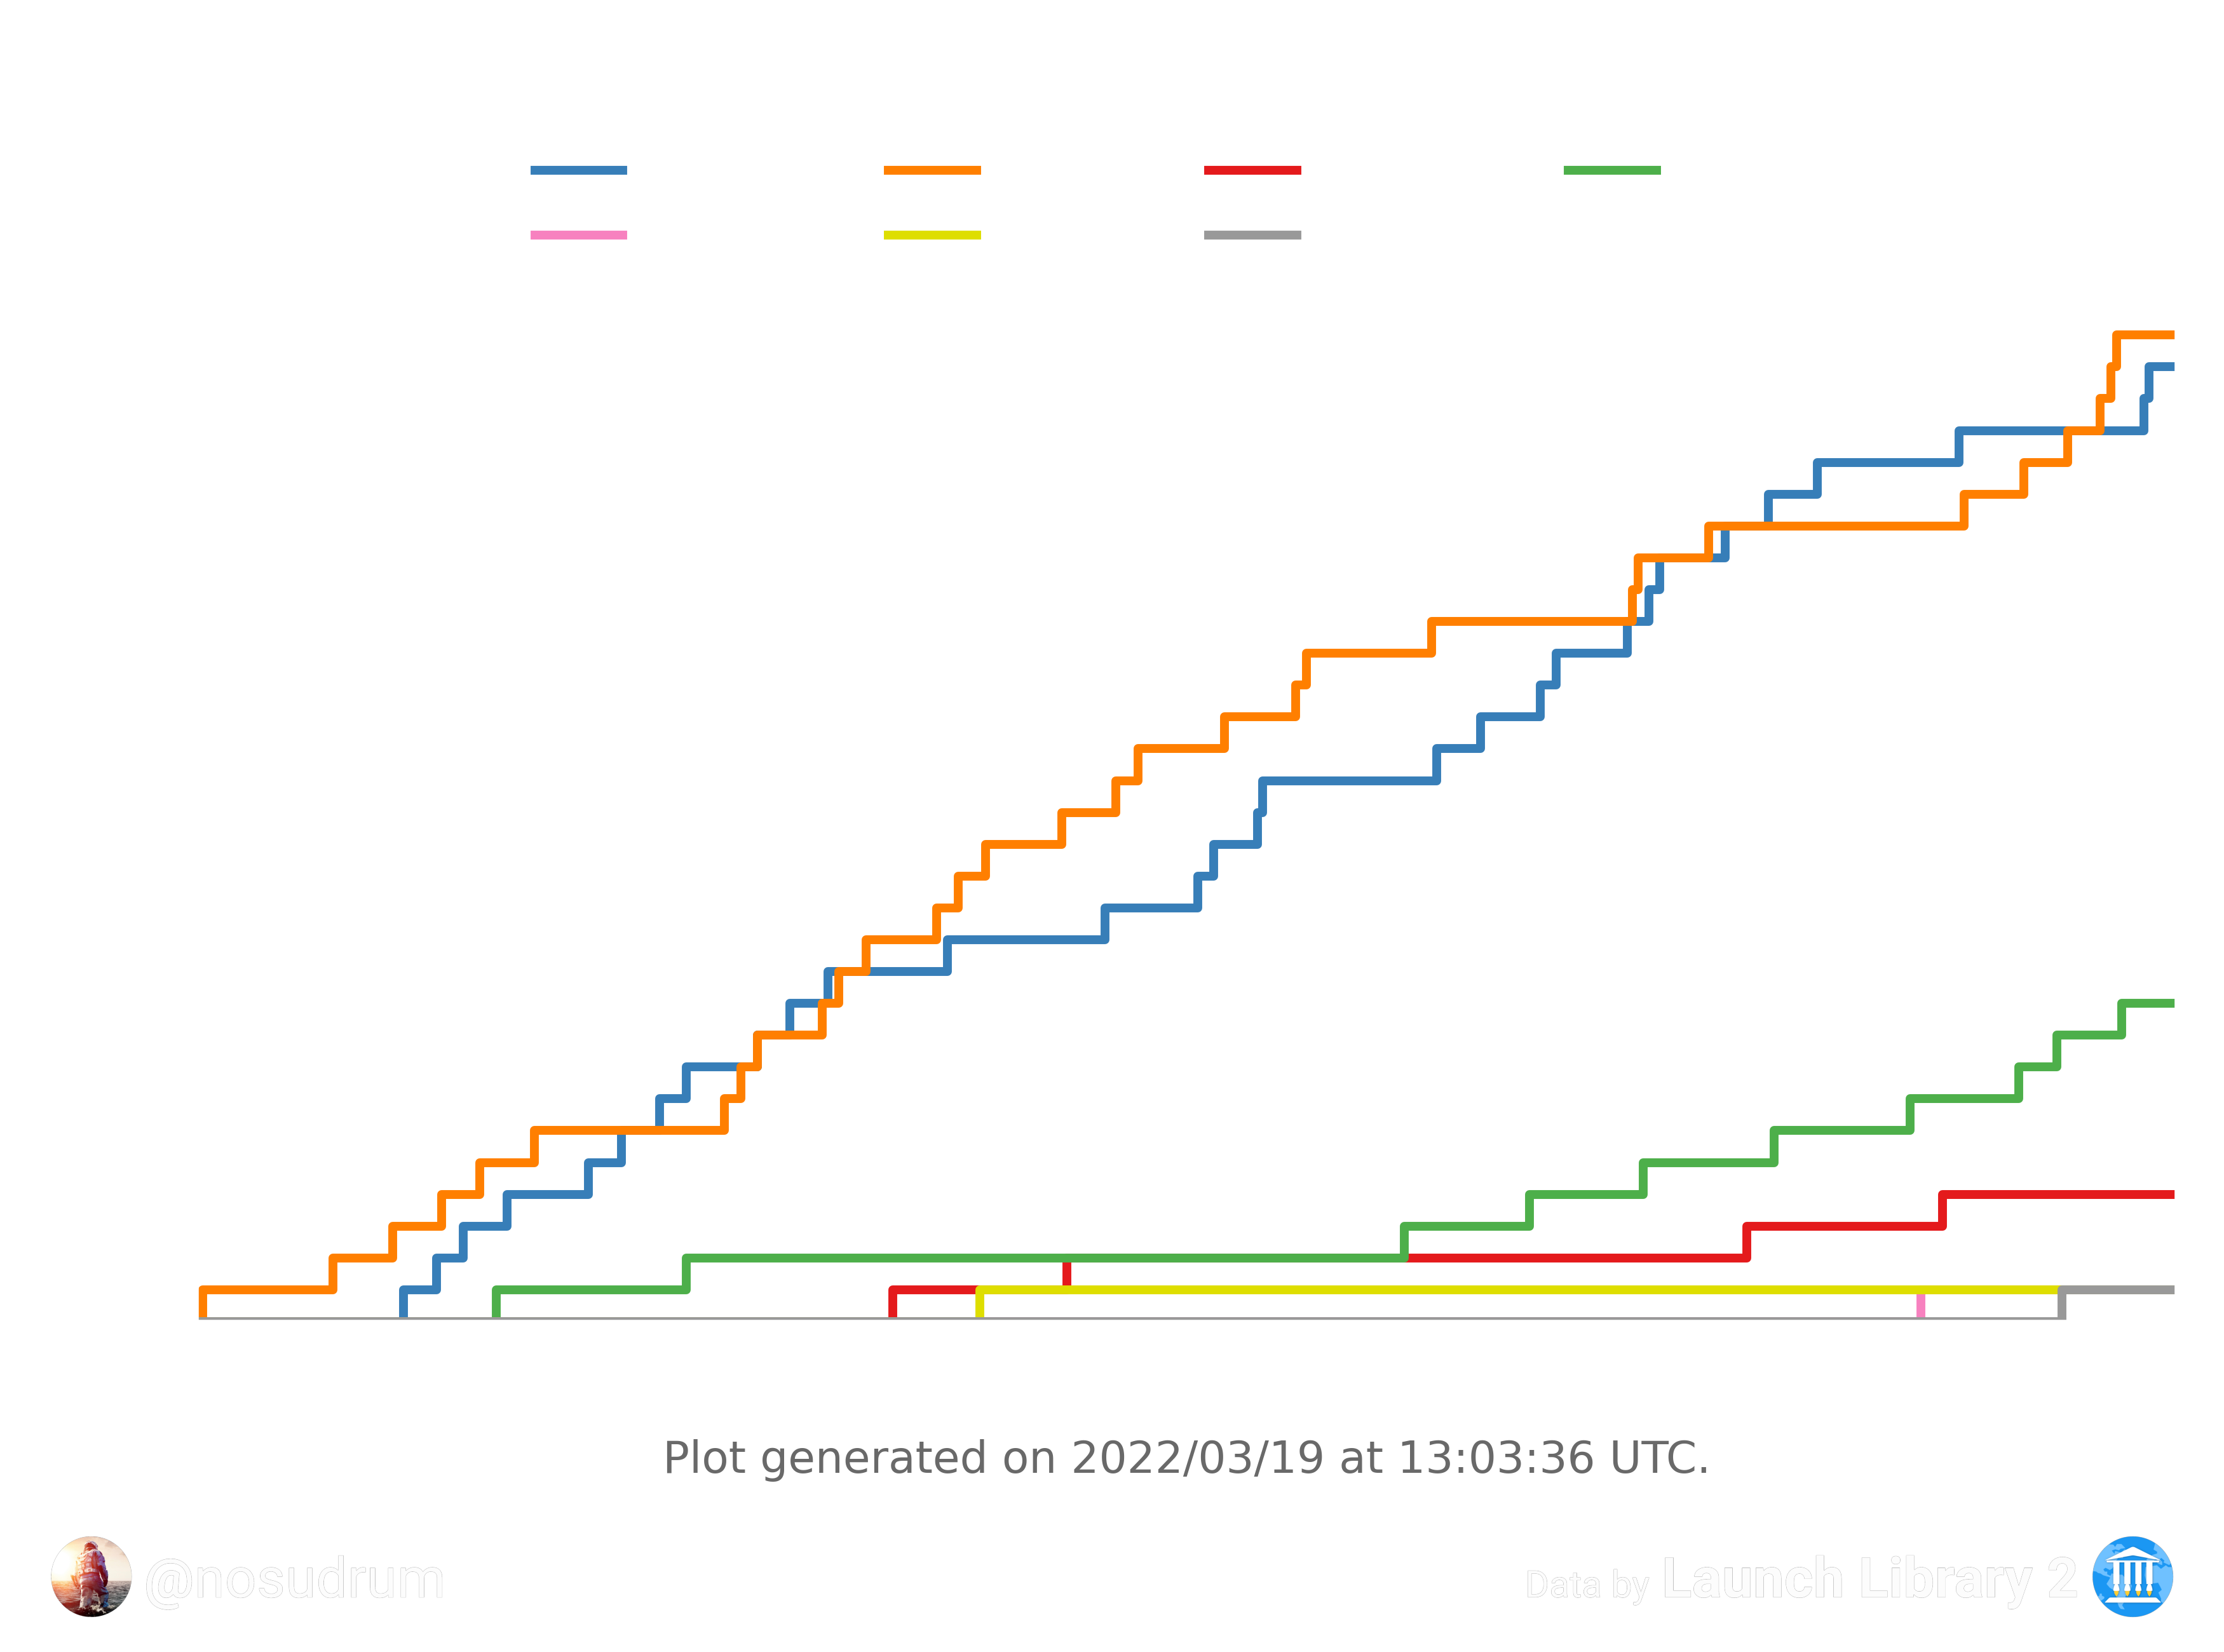 Plot generated on 2022/03/19 at 13:03:36 UTC.
@nosudrum
Data by Launch Library 2